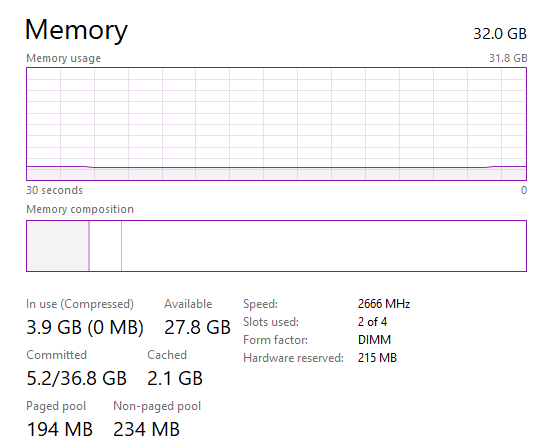 Memory 32.0 GB
Memory usage 31.8 GB
30 seconds 0
Memory composition
In use (Compressed) Available
3.9 GB (0 MB) 27.8 GB
Committed Cached
5.2/36.8 GB 2.1 GB
Paged pool Non-paged pool
194 MB 234 MB
Speed: 2666 MHz
Slots used: 2 of 4
Form factor: DIMM
Hardware reserved: 215 MB